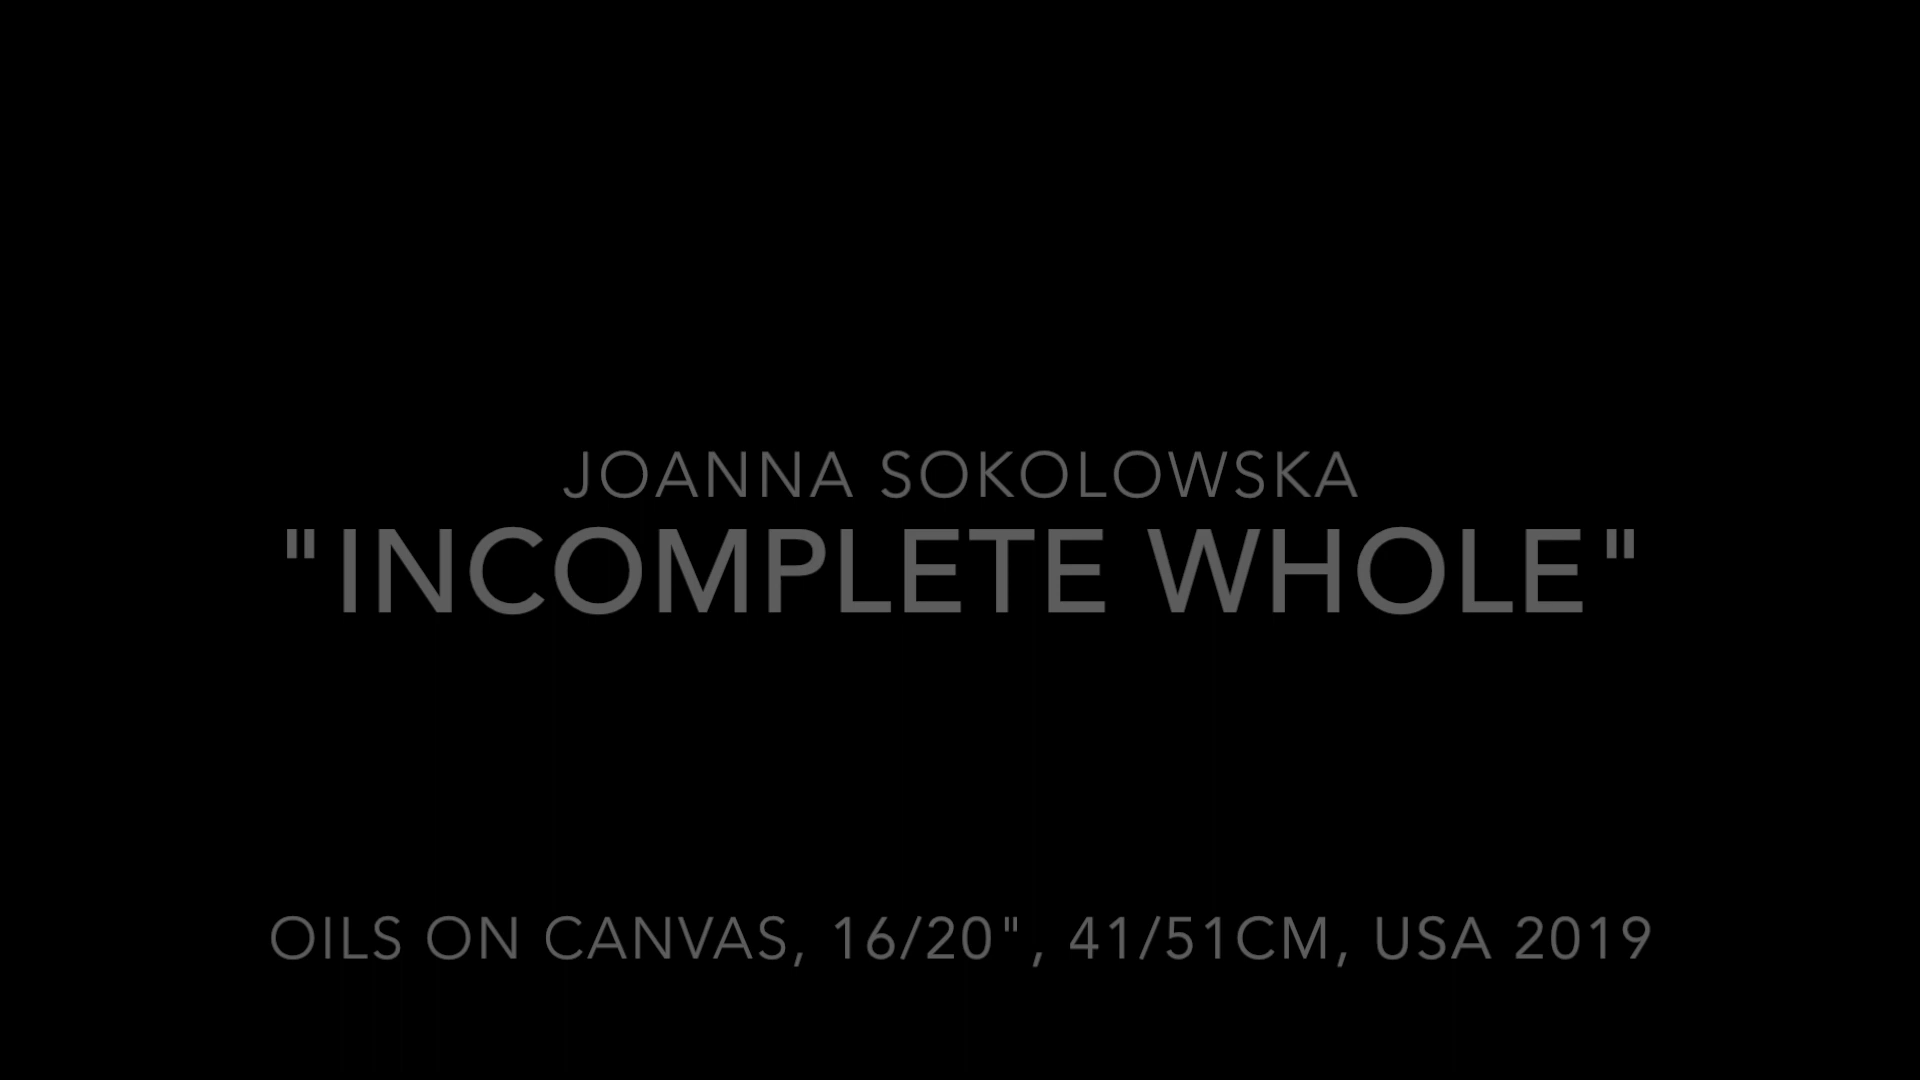 JOANNA SOKOLOWSKA
"INCOMPLETE WHOLE"
OILS ON CANVAS, 16/20", 41/51CM, USA 2019